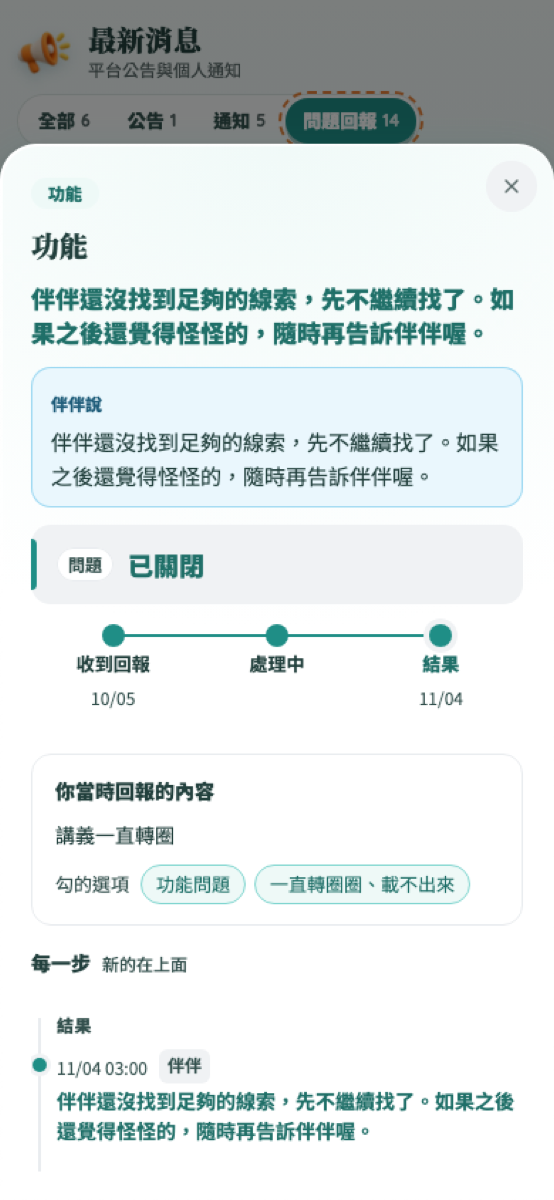 最新消息
平台公告與個人通知
全部 6 公告 1 通知 5 問題回報 14
功能
功能
伴伴還沒找到足夠的線索，先不繼續找了。如
果之後還覺得怪怪的，隨時再告訴伴伴喔。
伴伴說
伴伴還沒找到足夠的線索，先不繼續找了。如果
之後還覺得怪怪的，隨時再告訴伴伴喔。
問題 已關閉
收到回報 處理中 結果
10/05 11/04
你當時回報的內容
講義一直轉圈
勾的選項 功能問題 一直轉圈圈、載不出來
每一步 新的在上面
結果
11/04 03:00 伴伴
伴伴還沒找到足夠的線索，先不繼續找了。如果之後
還覺得怪怪的，隨時再告訴伴伴喔。